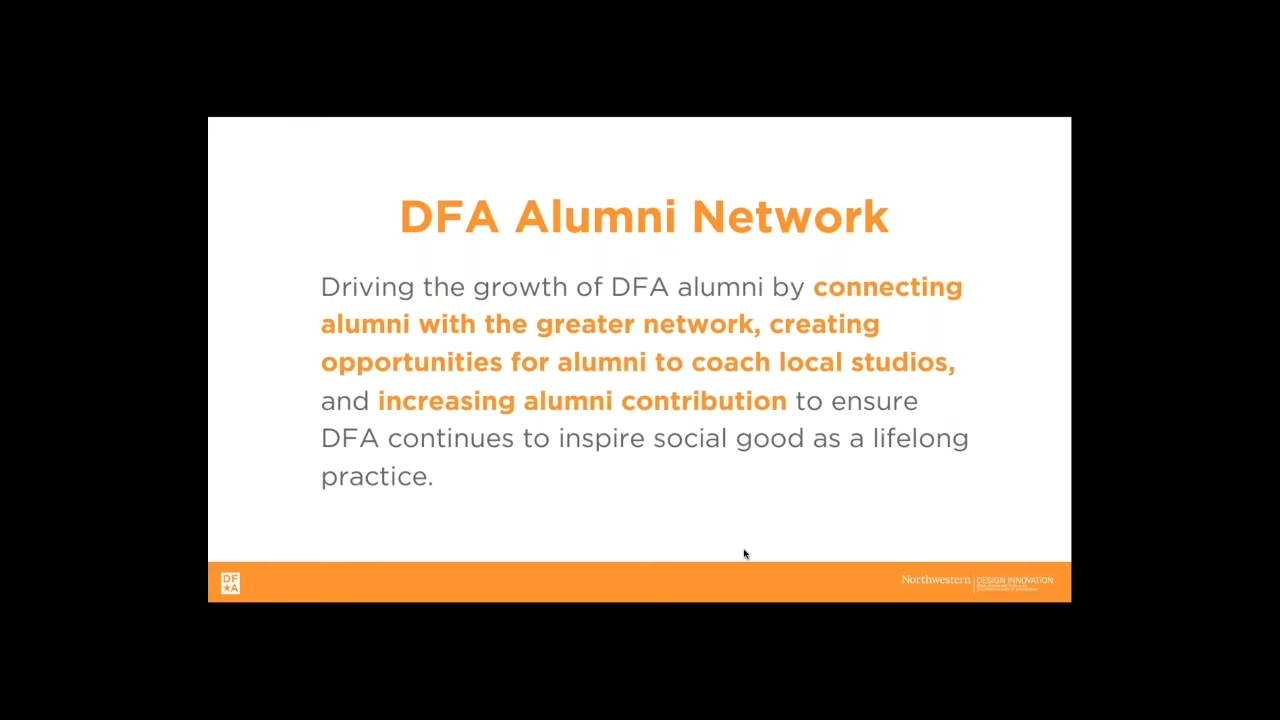 DFA Alumni Network
Driving the growth of DFA alumni by connecting
alumni with the greater network, creating
opportunities for alumni to coach local studios,
and increasing alumni contribution to ensure
DFA continues to inspire social good as a lifelong
practice.
DF
★A
Northwestern | DESIGN INNOVATION